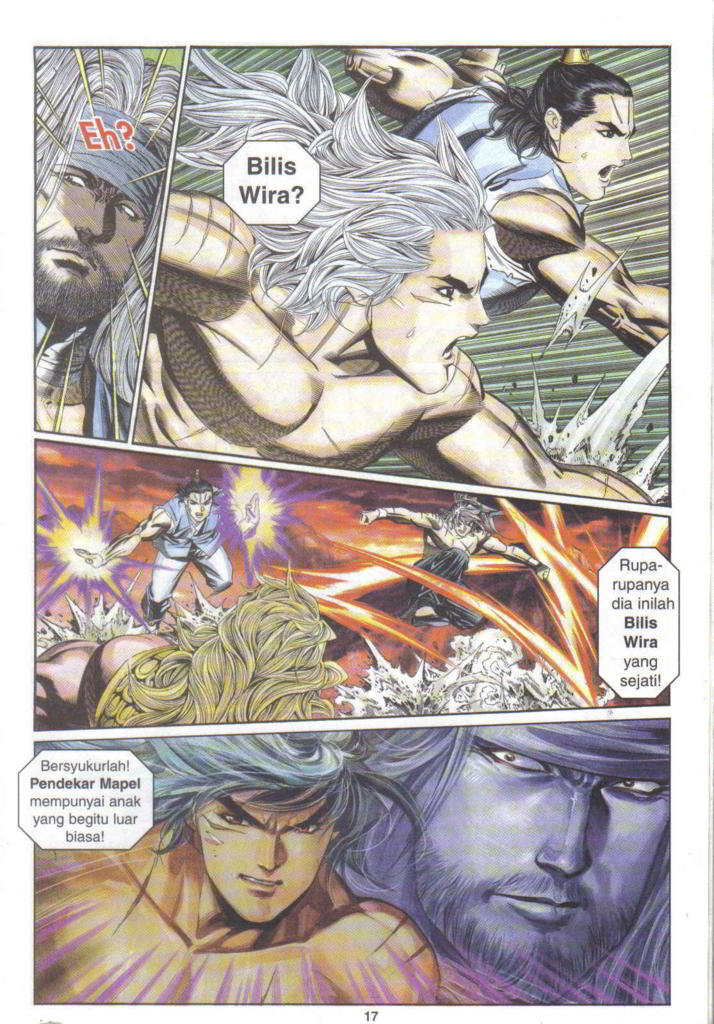 Eh?
Bilis
Wira?
Rupa-
rupanya
dia inilah
Bilis
Wira
yang
sejati!
Bersyukurlah!
Pendekar Mapel
mempunyai anak
yang begitu luar
biasa!
17